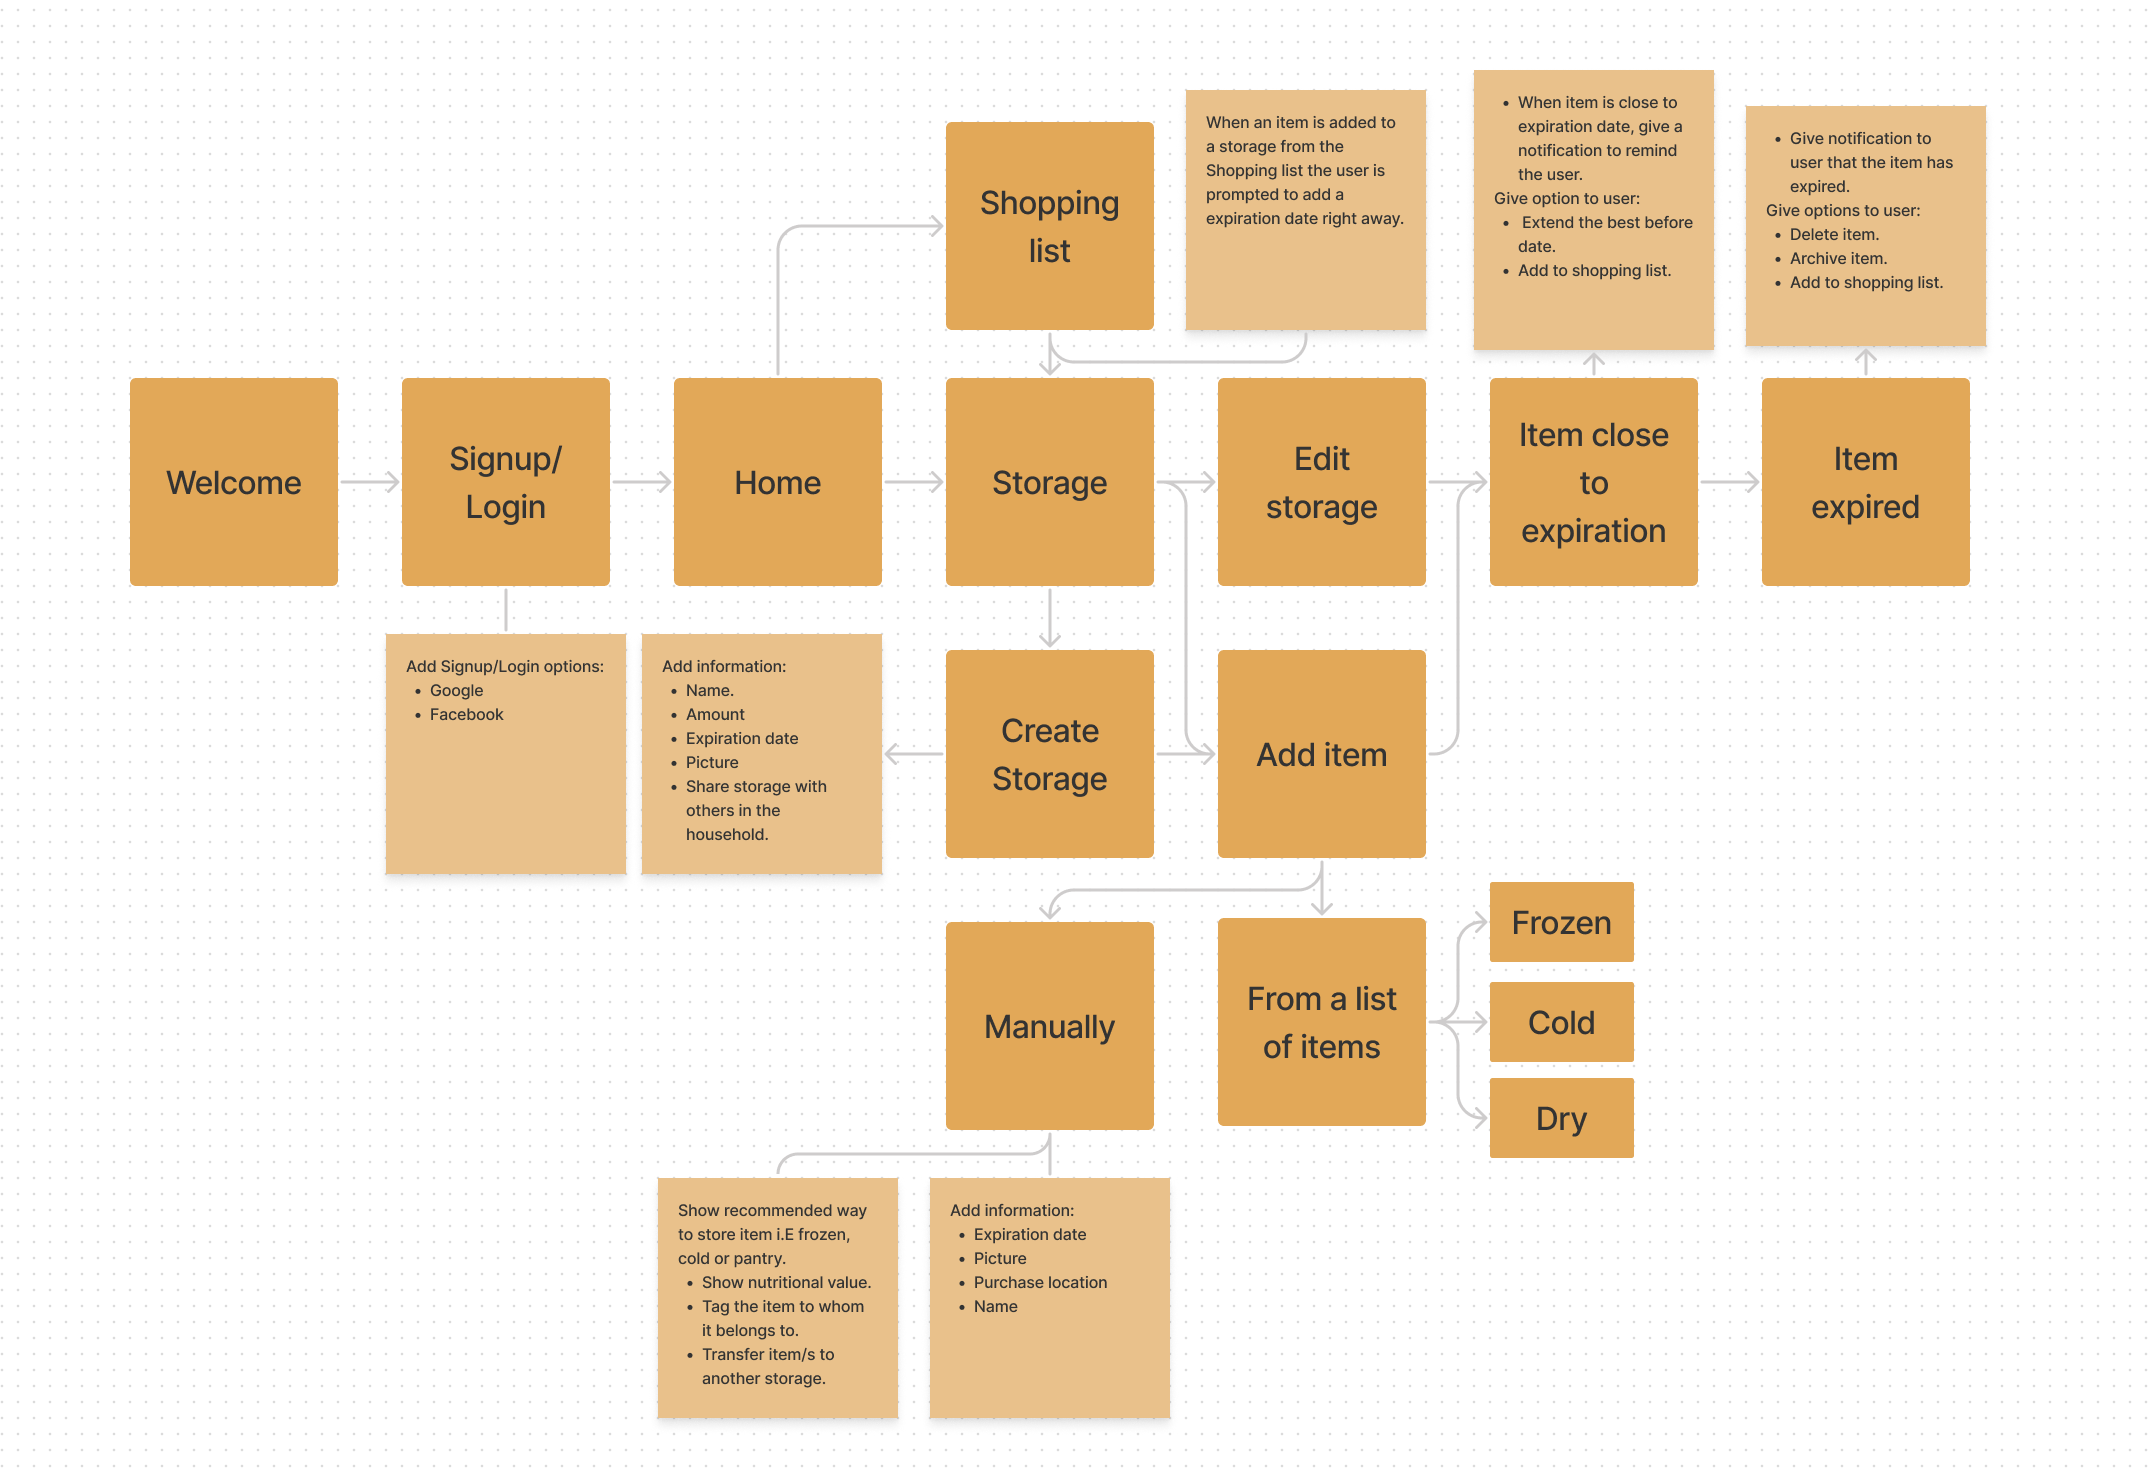 Shopping
list
When an item is added to
a storage from the
Shopping list the user is
prompted to add a
expiration date right away.
• When item is close to
expiration date, give a
notification to remind
the user.
Give option to user:
• Extend the best before
date.
• Add to shopping list.
• Give notification to
user that the item has
expired.
Give options to user:
• Delete item.
• Archive item.
• Add to shopping list.
Welcome
Signup/
Login
Home
Storage
Edit
storage
Item close
to
expiration
Item
expired
Add Signup/Login options:
• Google
• Facebook
Add information:
• Name.
• Amount
• Expiration date
• Picture
• Share storage with
others in the
household.
Create
Storage
Add item
Manually
From a list
of items
Frozen
Cold
Dry
Show recommended way
to store item i.E frozen,
cold or pantry.
• Show nutritional value.
• Tag the item to whom
it belongs to.
• Transfer item/s to
another storage.
Add information:
• Expiration date
• Picture
• Purchase location
• Name